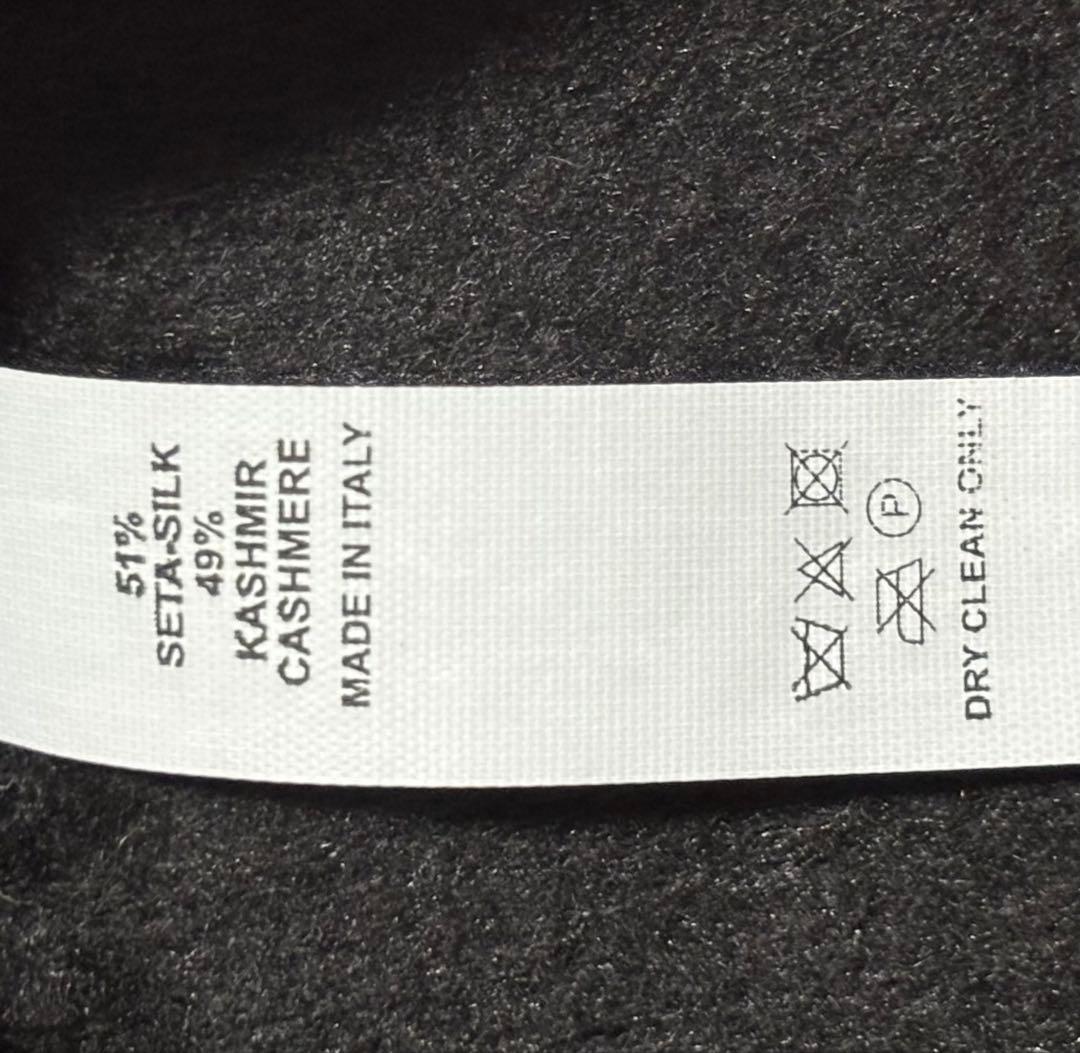 51%
SETA-SILK
49%
KASHMIR
CASHMERE
MADE IN ITALY
P
DRY CLEAN ONLY